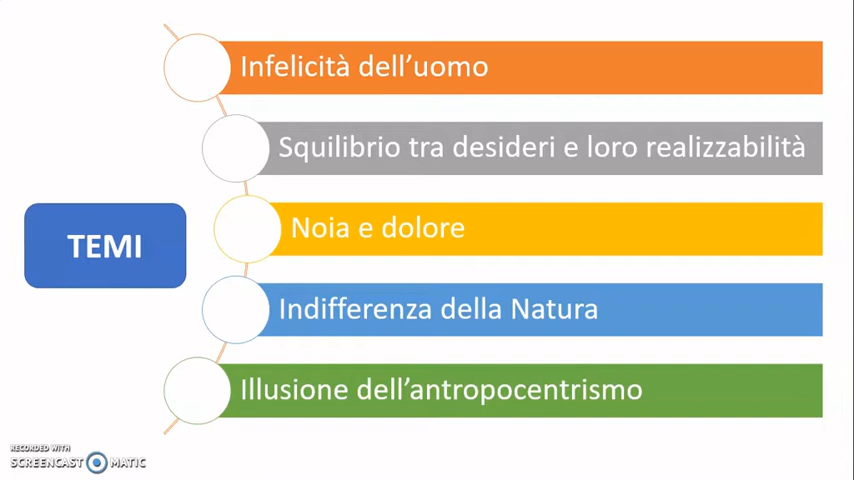 Infelicità dell'uomo
Squilibrio tra desideri e loro realizzabilità
Noia e dolore
TEMI
Indifferenza della Natura
Illusione dell'antropocentrismo
RECORDED WITH
SCREENCAST MATIC